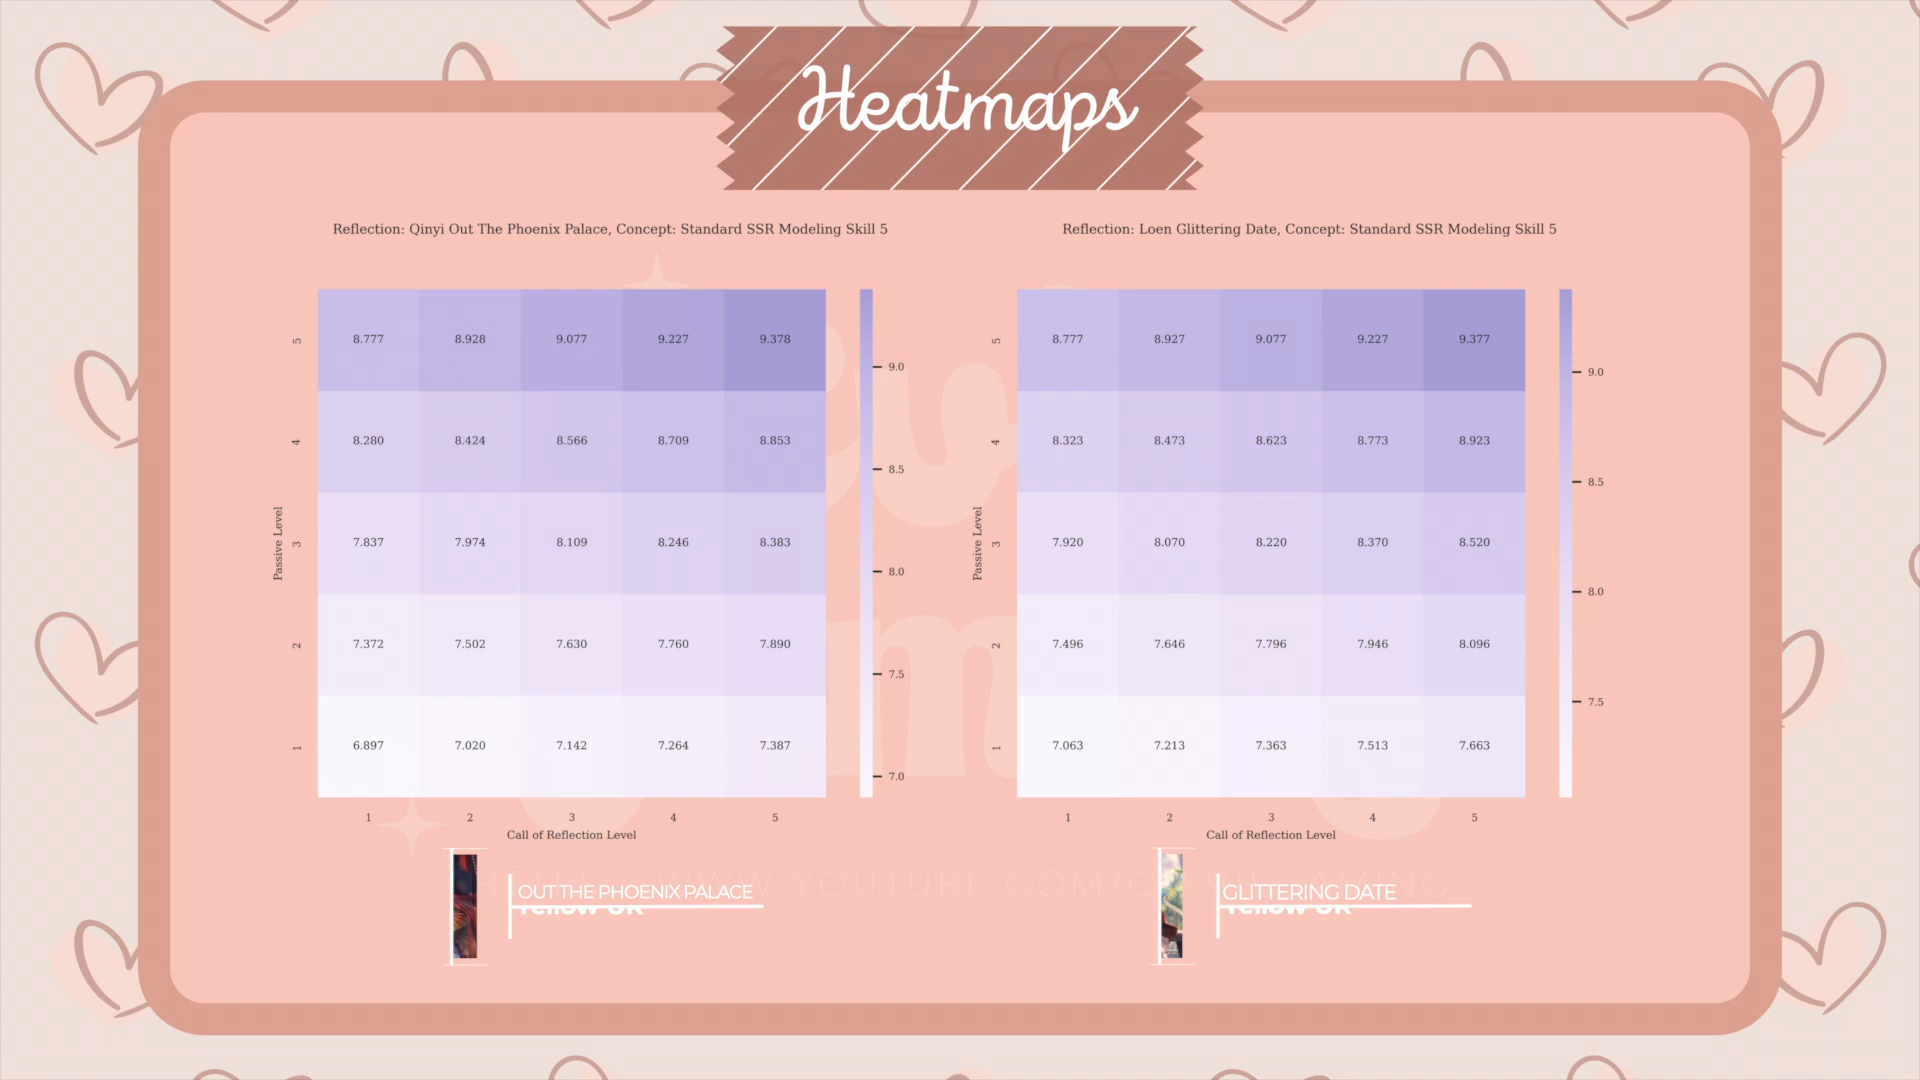 Heatmaps
Reflection: Qinyi Out The Phoenix Palace, Concept: Standard SSR Modeling Skill 5
5 8.777 8.928 9.077 9.227 9.378
4 8.280 8.424 8.566 8.709 8.853
3 7.837 7.974 8.109 8.246 8.383
2 7.372 7.502 7.630 7.760 7.890
1 6.897 7.020 7.142 7.264 7.387
1 2 3 4 5
Passive Level
Call of Reflection Level
9.0
8.5
8.0
7.5
7.0
Reflection: Loen Glittering Date, Concept: Standard SSR Modeling Skill 5
5 8.777 8.927 9.077 9.227 9.377
4 8.323 8.473 8.623 8.773 8.923
3 7.920 8.070 8.220 8.370 8.520
2 7.496 7.646 7.796 7.946 8.096
1 7.063 7.213 7.363 7.513 7.663
1 2 3 4 5
Passive Level
Call of Reflection Level
9.0
8.5
8.0
7.5
OUT THE PHOENIX PALACE
GLITTERING DATE